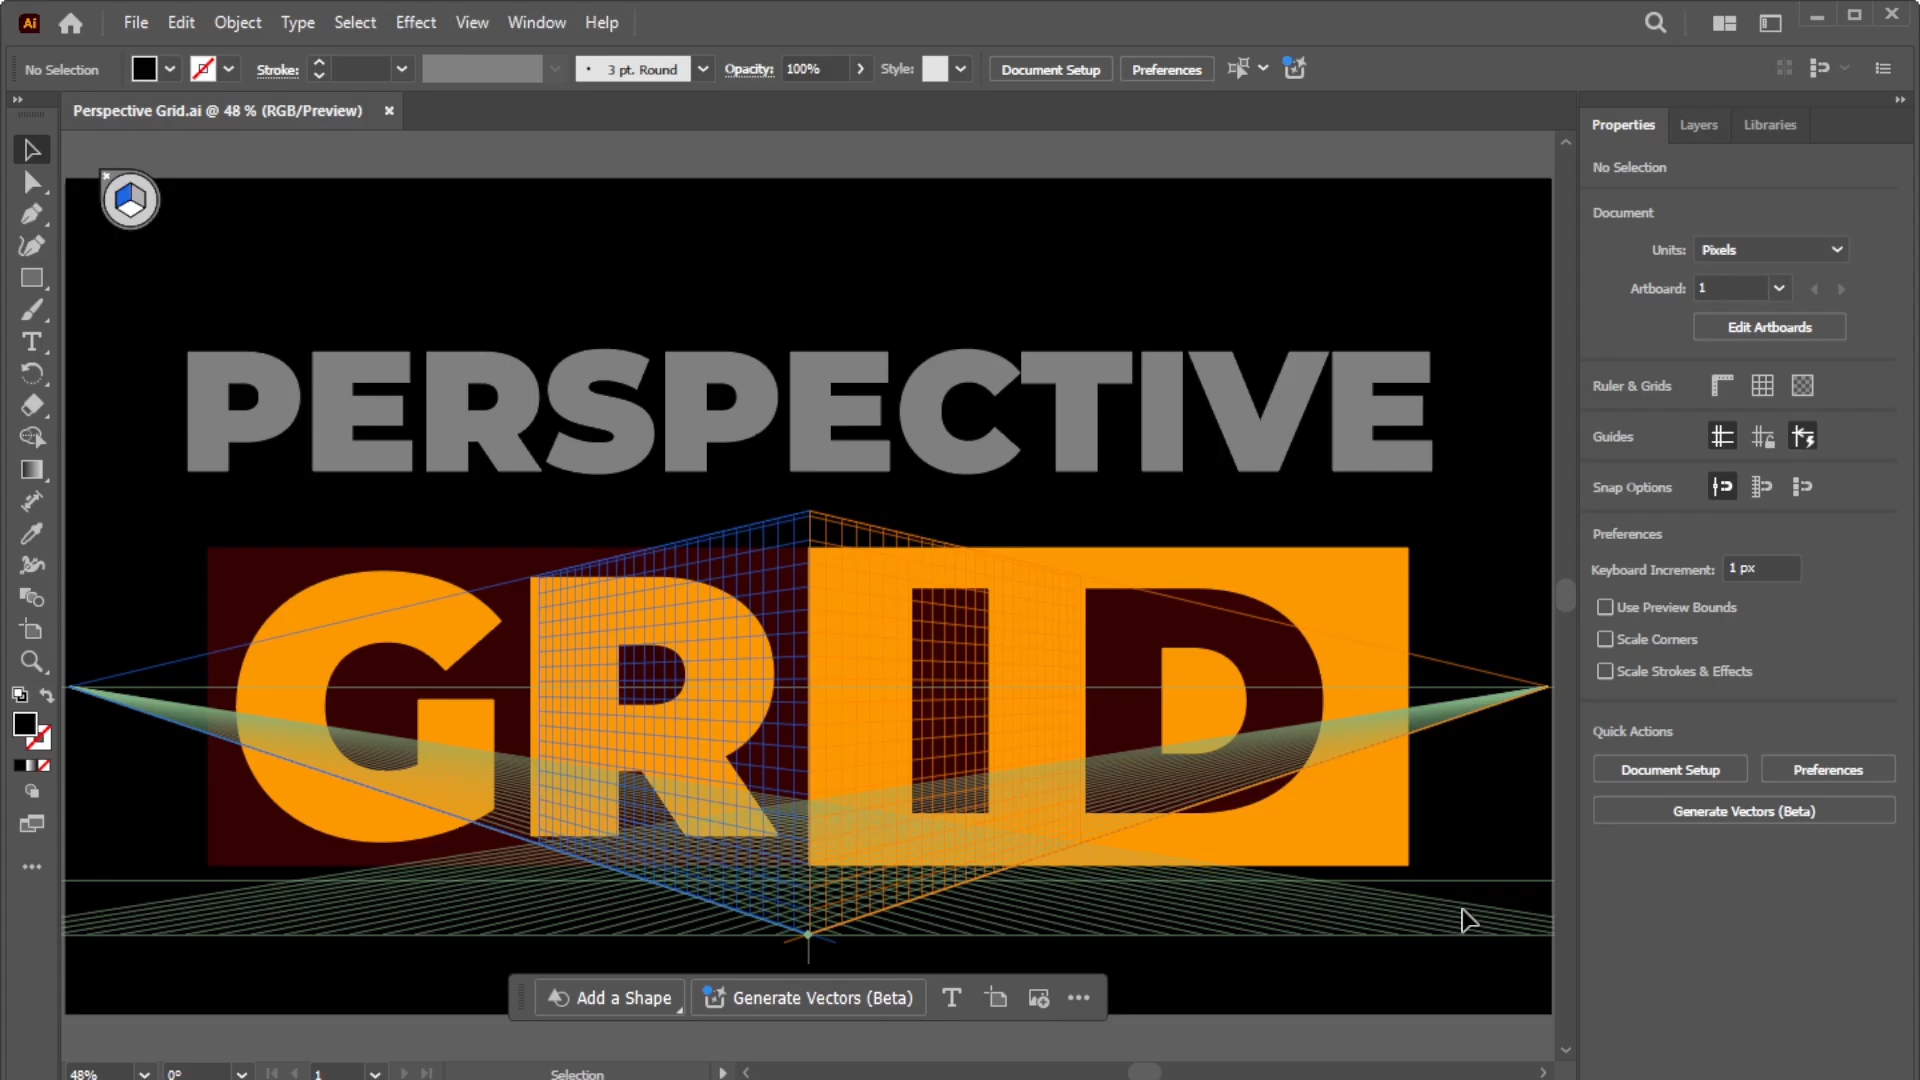 Ai File Edit Object Type Select Effect View Window Help
No Selection Stroke: 3 pt. Round Opacity: 100% Style: Document Setup Preferences
Perspective Grid.ai @ 48 % (RGB/Preview)
Properties Layers Libraries
No Selection
Document
Units: Pixels
Artboard: 1
Edit Artboards
PERSPECTIVE
Ruler & Grids
Guides
Snap Options
Preferences
Keyboard Increment: 1 px
GRID
Use Preview Bounds
Scale Corners
Scale Strokes & Effects
Quick Actions
Document Setup Preferences
Generate Vectors (Beta)
Add a Shape Generate Vectors (Beta)
48% 0° 1 Selection